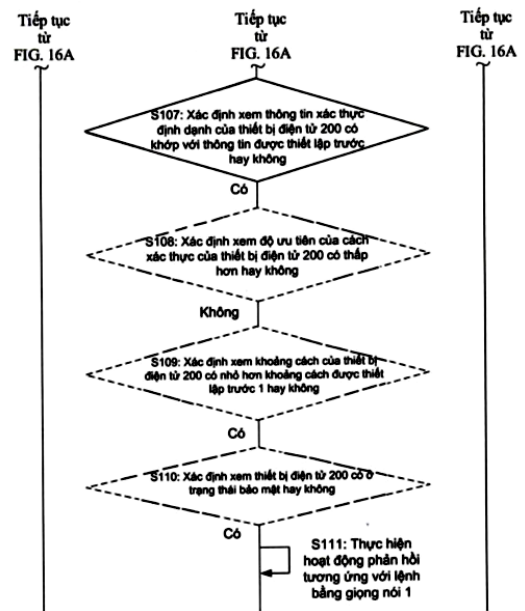 Tiếp tục
từ
FIG. 16A
Tiếp tục
từ
FIG. 16A
Tiếp tục
từ
FIG. 16A
S107: Xác định xem thông tin xác thực
định danh của thiết bị điện tử 200 có
khớp với thông tin được thiết lập trước
hay không
Có
S108: Xác định xem độ ưu tiên của cách
xác thực của thiết bị điện tử 200 có thấp
hơn hay không
Không
S109: Xác định xem khoảng cách của thiết bị
điện tử 200 có nhỏ hơn khoảng cách được thiết
lập trước 1 hay không
Có
S110: Xác định xem thiết bị điện tử 200 có ở
trạng thái bảo mật hay không
Có
S111: Thực hiện
hoạt động phản hồi
tương ứng với lệnh
bằng giọng nói 1